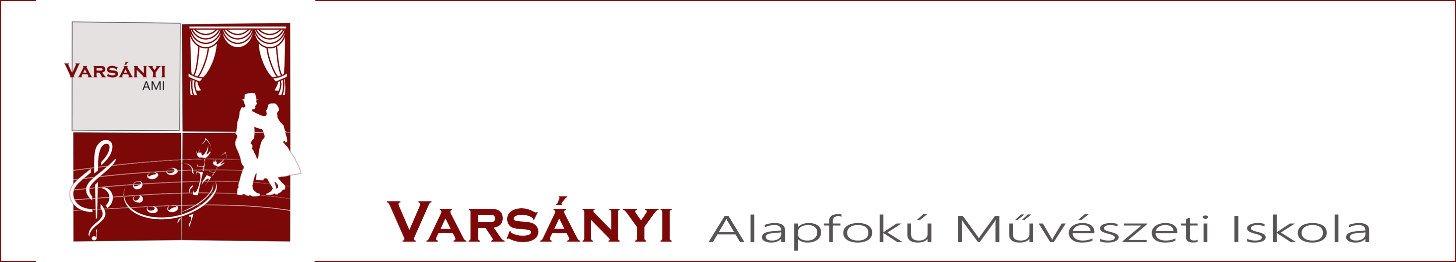 VARSÁNYI
AMI
VARSÁNYI Alapfokú Művészeti Iskola